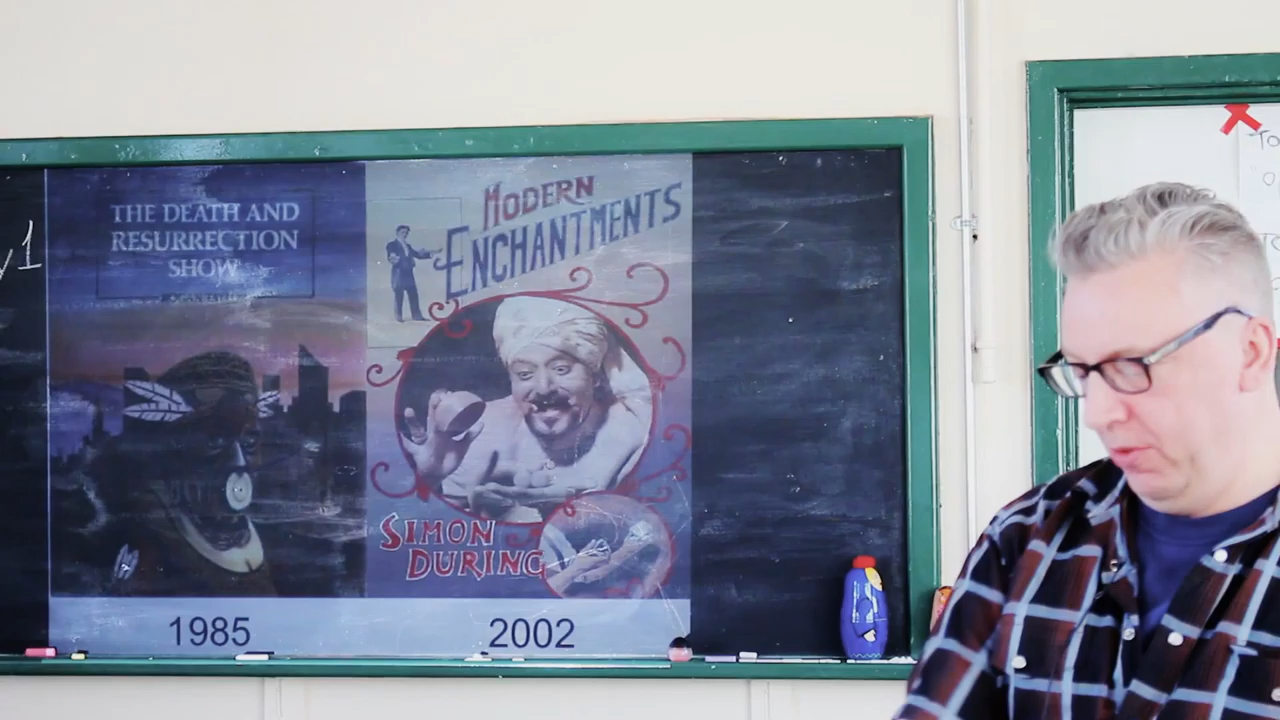 THE DEATH AND
RESURRECTION
SHOW
MODERN
ENCHANTMENTS
SIMON
DURING
1985
2002